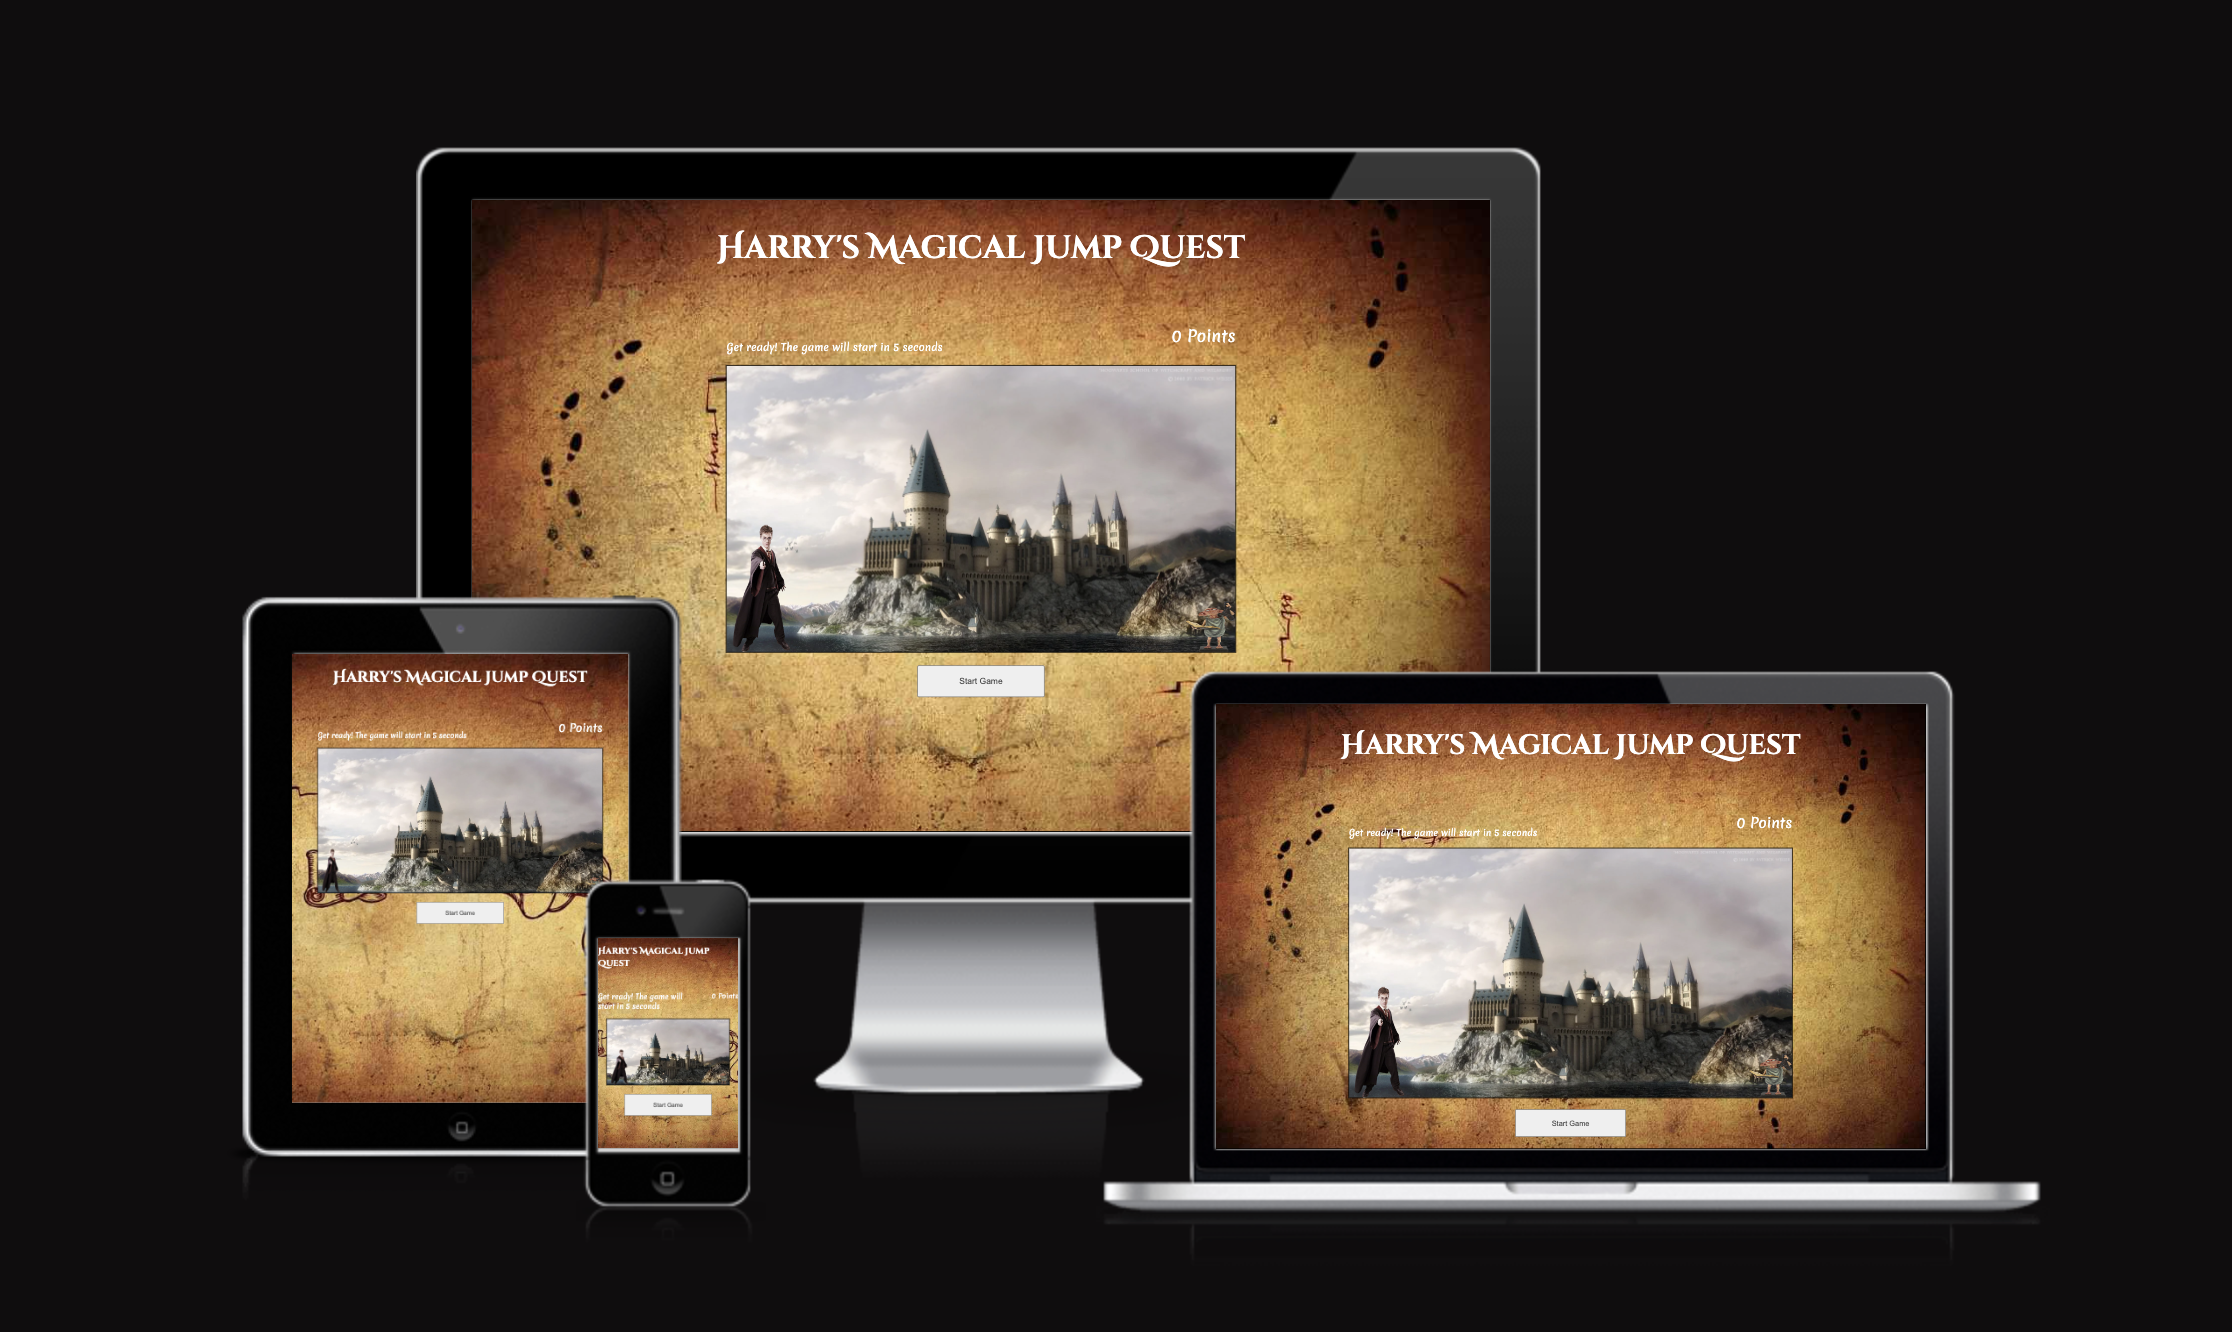 Harry's Magical Jump Quest
0 Points
Get ready! The game will start in 5 seconds
Start Game
Harry's Magical Jump Quest
0 Points
Get ready! The game will start in 5 seconds
Start Game
Harry's Magical Jump
Quest
Get ready! The game will
0 Points
start in 5 seconds
Start Game
Harry's Magical Jump Quest
0 Points
Get ready! The game will start in 5 seconds
Start Game